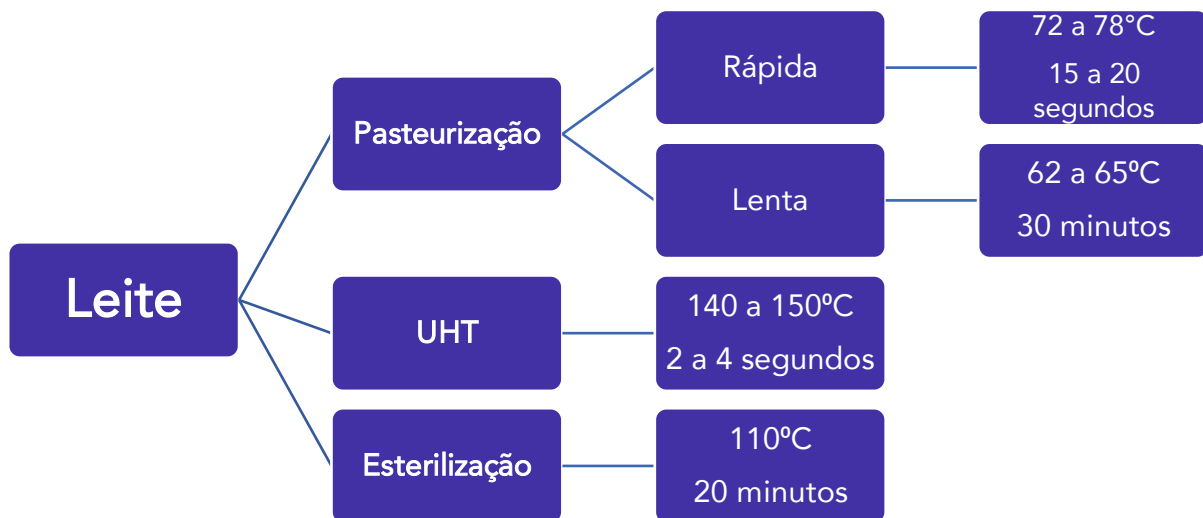 Leite
Pasteurização
Rápida
72 a 78°C
15 a 20
segundos
Lenta
62 a 65ºC
30 minutos
UHT
140 a 150ºC
2 a 4 segundos
Esterilização
110ºC
20 minutos